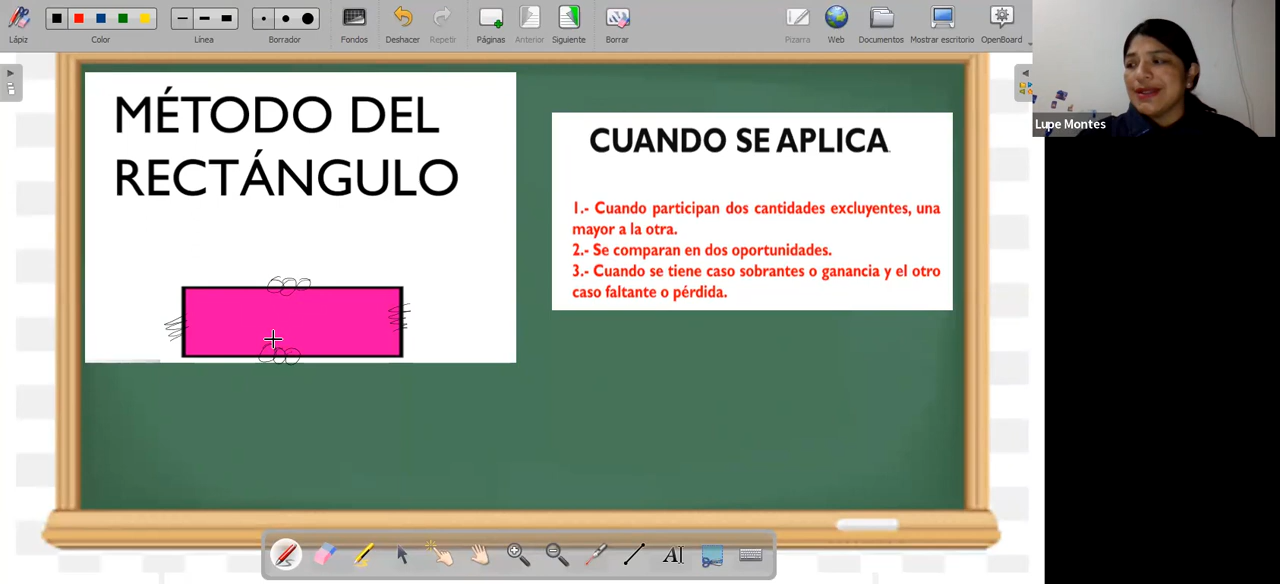 Lápiz
Color
Línea
Borrador
Fondos
Deshacer
Repetir
Páginas
Anterior
Siguiente
Borrar
Pizarra
Web
Documentos
Mostrar escritorio
OpenBoard
Lupe Montes
MÉTODO DEL
RECTÁNGULO
CUANDO SE APLICA
1.- Cuando participan dos cantidades excluyentes, una
mayor a la otra.
2.- Se comparan en dos oportunidades.
3.- Cuando se tiene caso sobrantes o ganancia y el otro
caso faltante o pérdida.
A